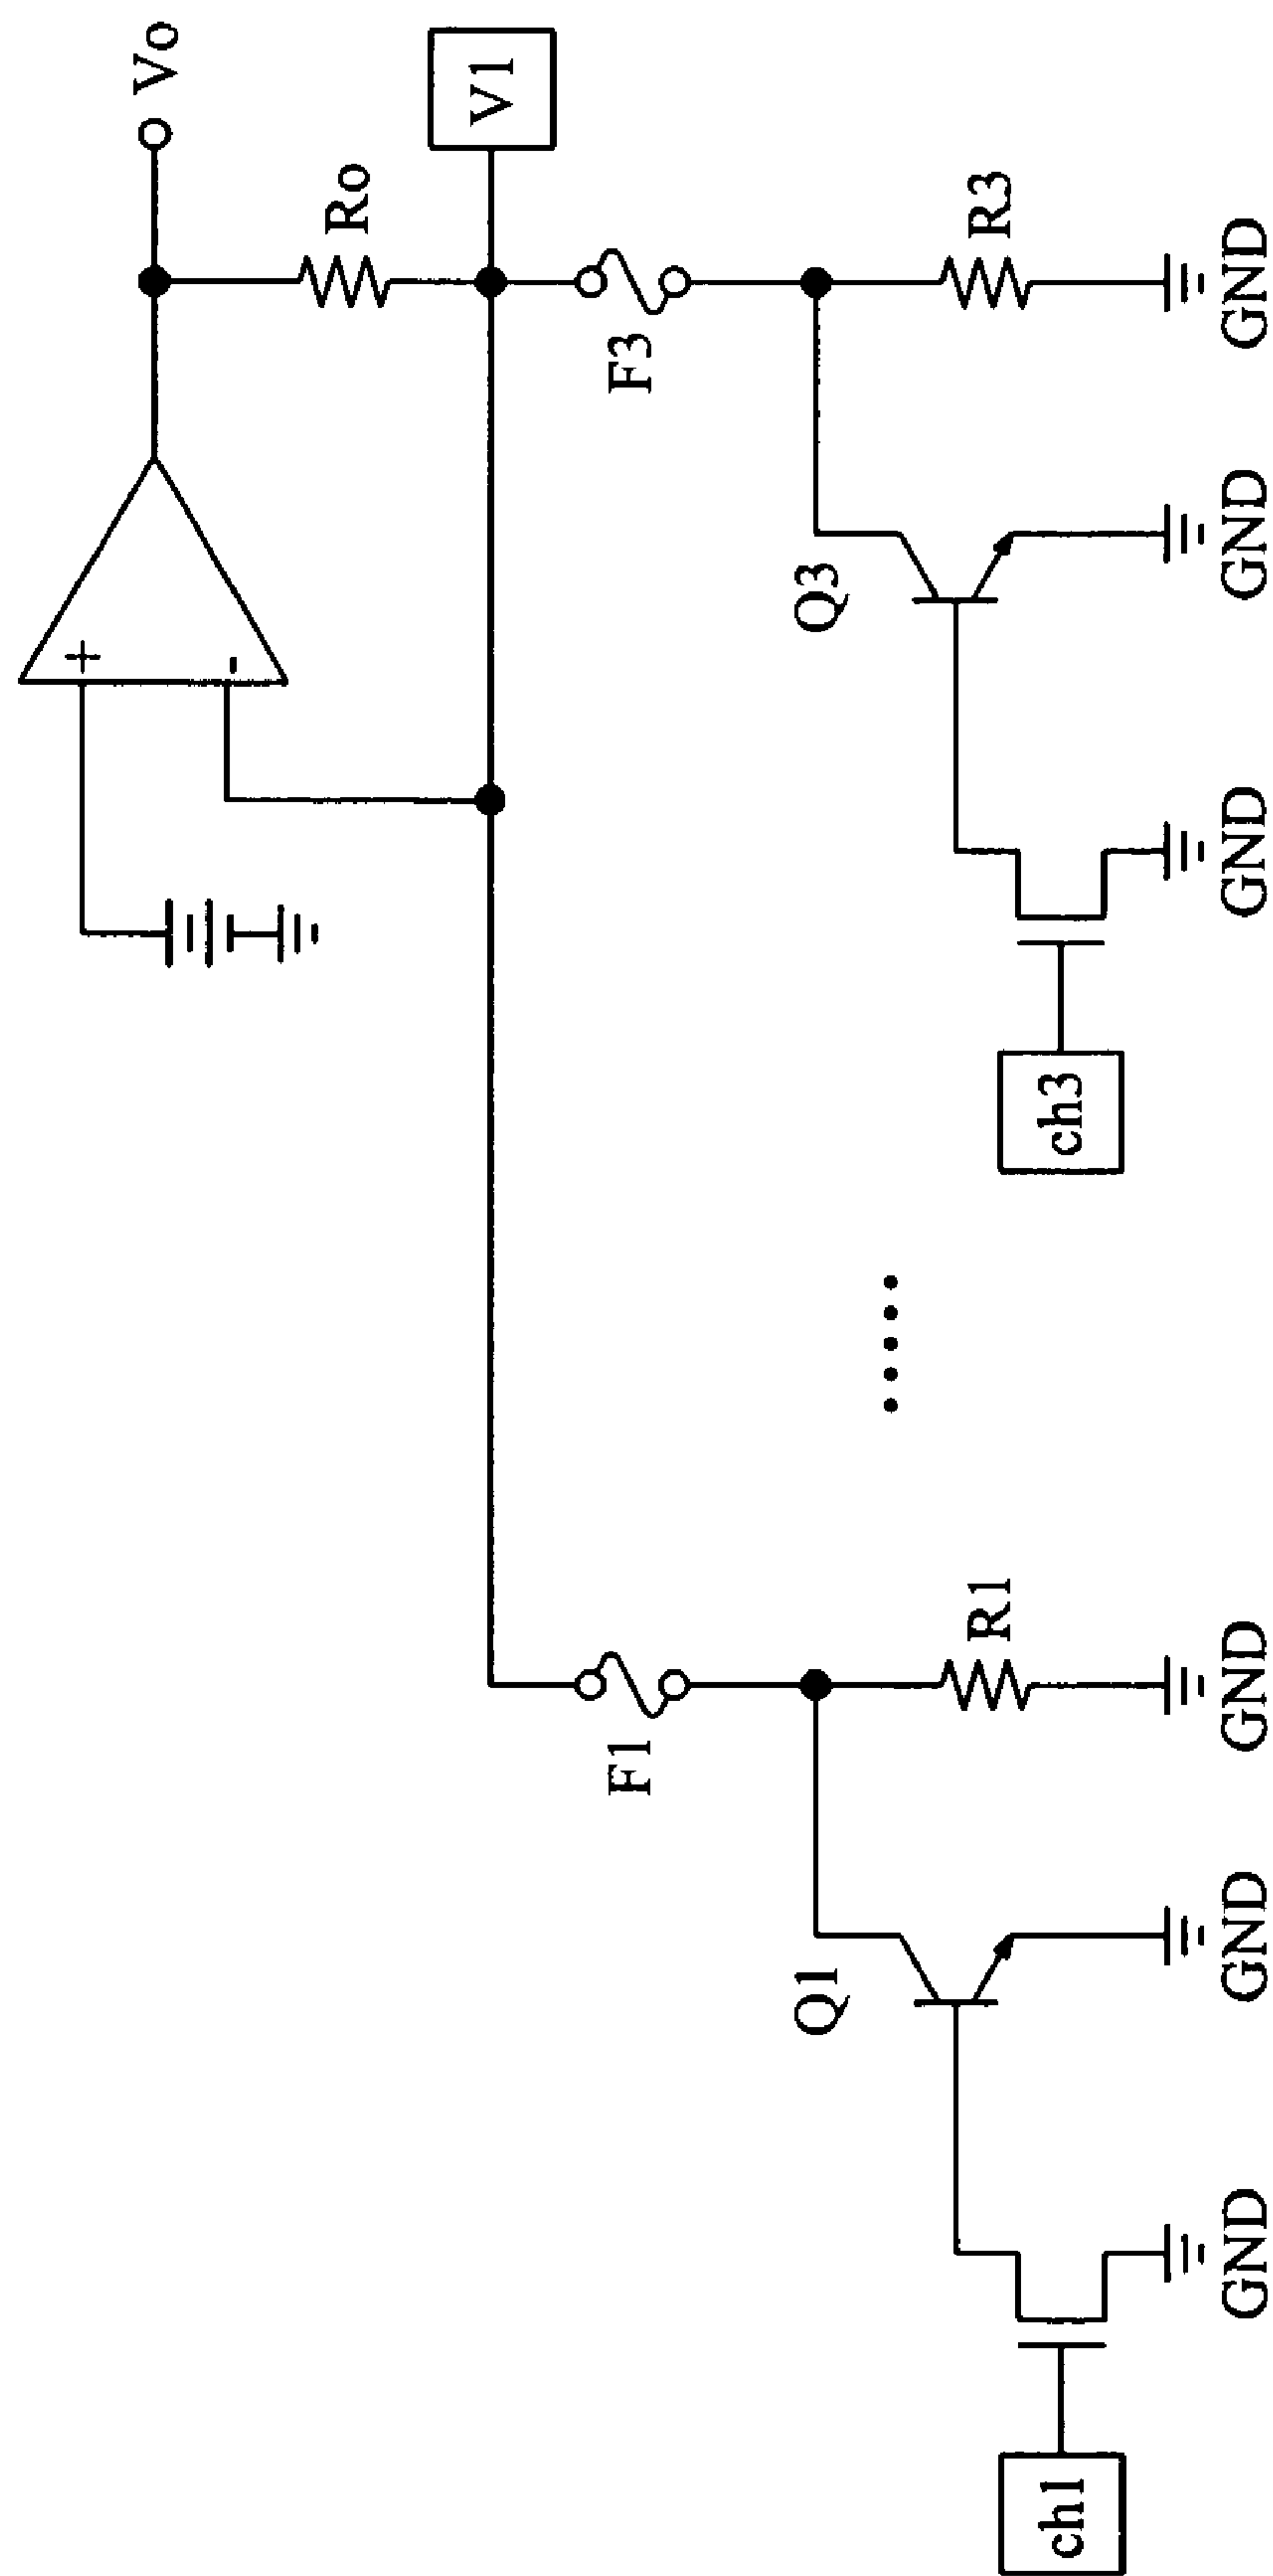 Vo
+
-
Ro
V1
F1
F3
Q1
R1
Q3
R3
ch1
ch3
GND
GND
GND
GND
GND
GND